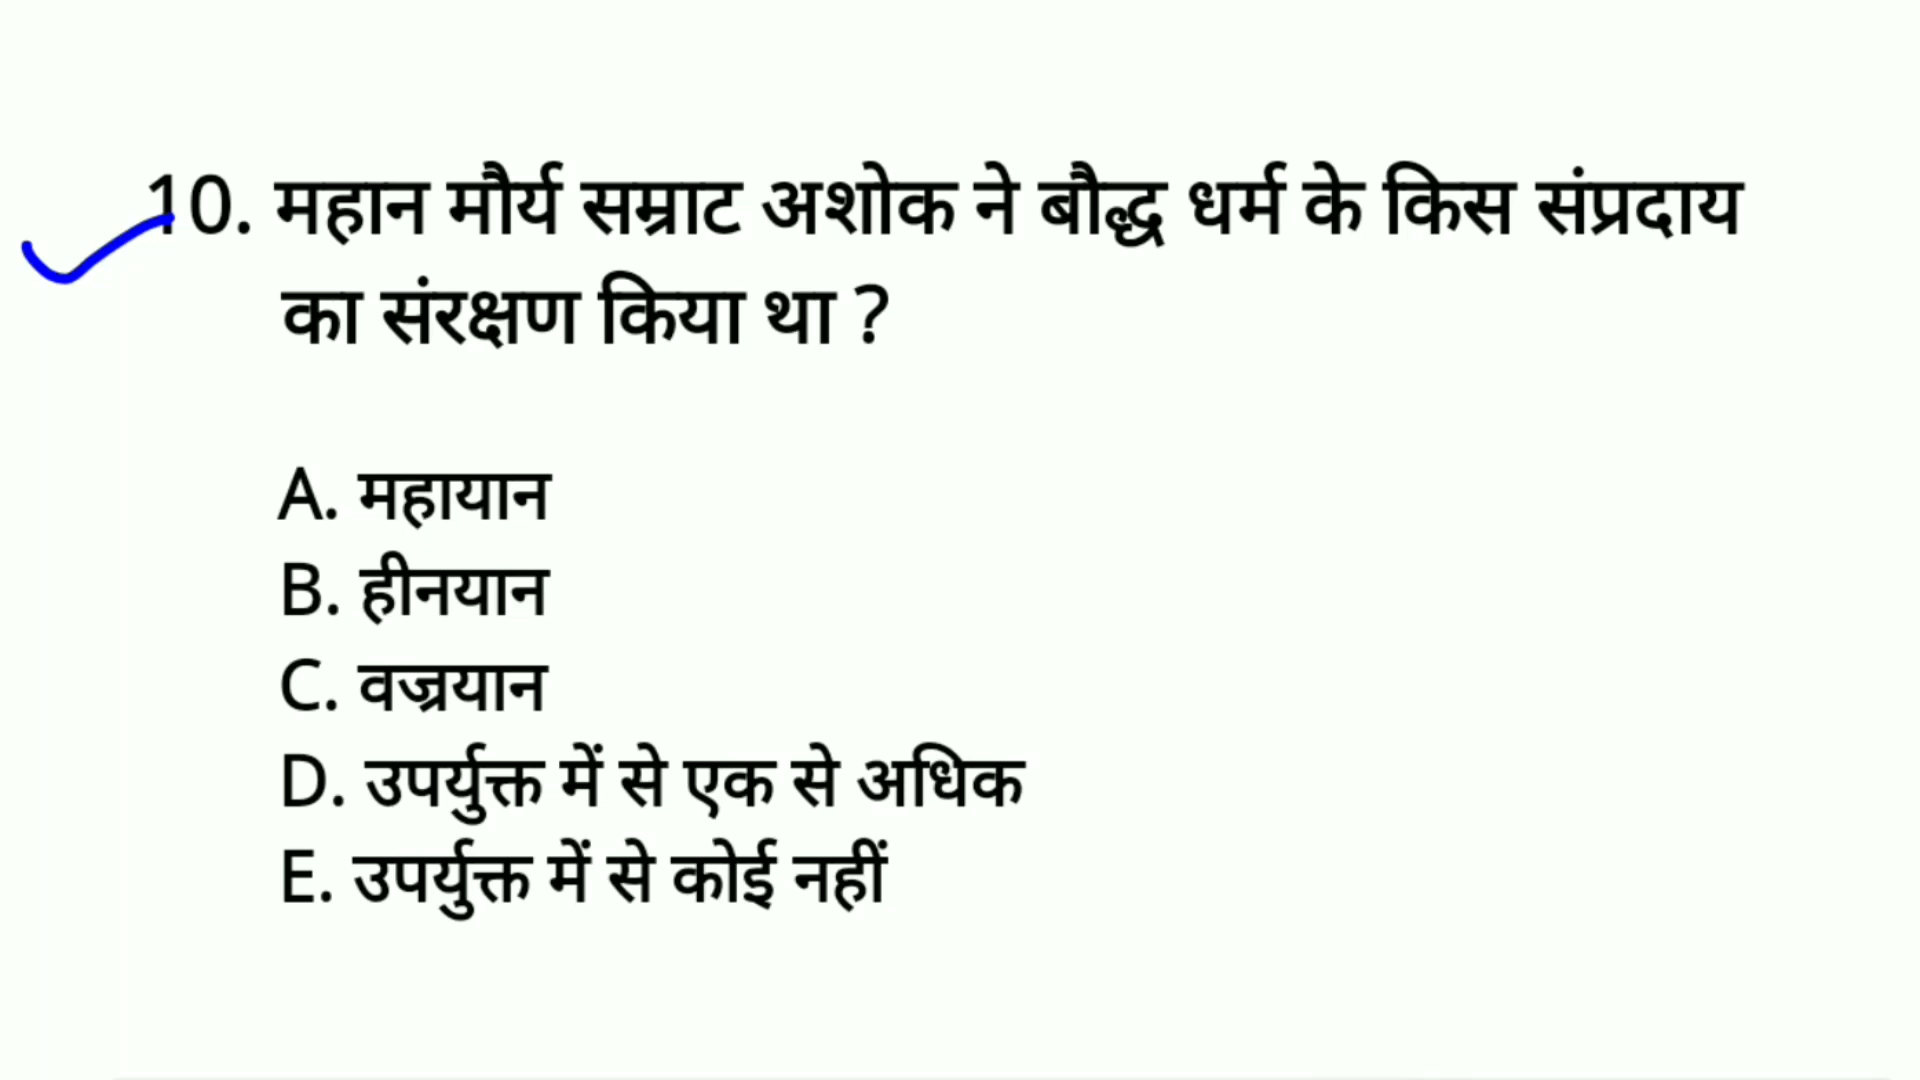 10. महान मौर्य सम्राट अशोक ने बौद्ध धर्म के किस संप्रदाय
का संरक्षण किया था ?
A. महायान
B. हीनयान
C. वज्रयान
D. उपर्युक्त में से एक से अधिक
E. उपर्युक्त में से कोई नहीं